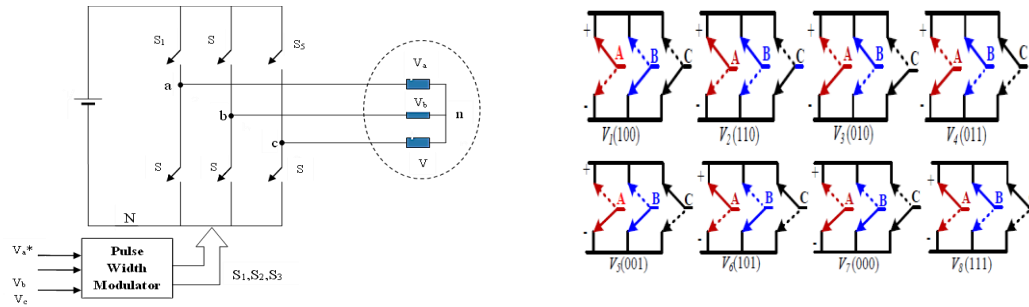 S1 S S5
Va
a
Vb
b n
c
V
S S S
N
Va*
Pulse
Width
Modulator
S1,S2,S3
Vb
Vc
+ A B C -
V1(100)
+ A B C -
V2(110)
+ A B C -
V3(010)
+ A B C -
V4(011)
+ A B C -
V5(001)
+ A B C -
V6(101)
+ A B C -
V7(000)
+ A B C -
V8(111)